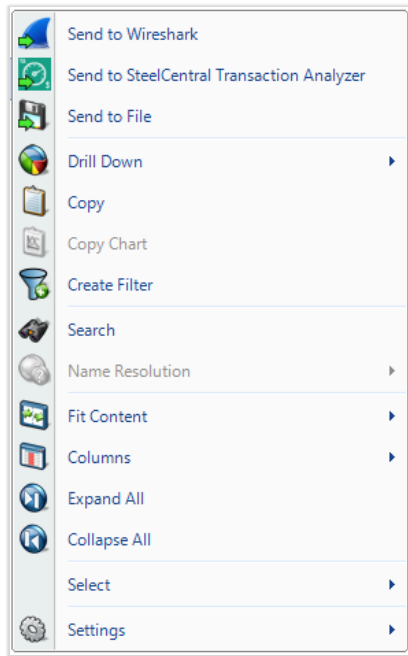 Send to Wireshark
Send to SteelCentral Transaction Analyzer
Send to File
Drill Down
Copy
Copy Chart
Create Filter
Search
Name Resolution
Fit Content
Columns
Expand All
Collapse All
Select
Settings